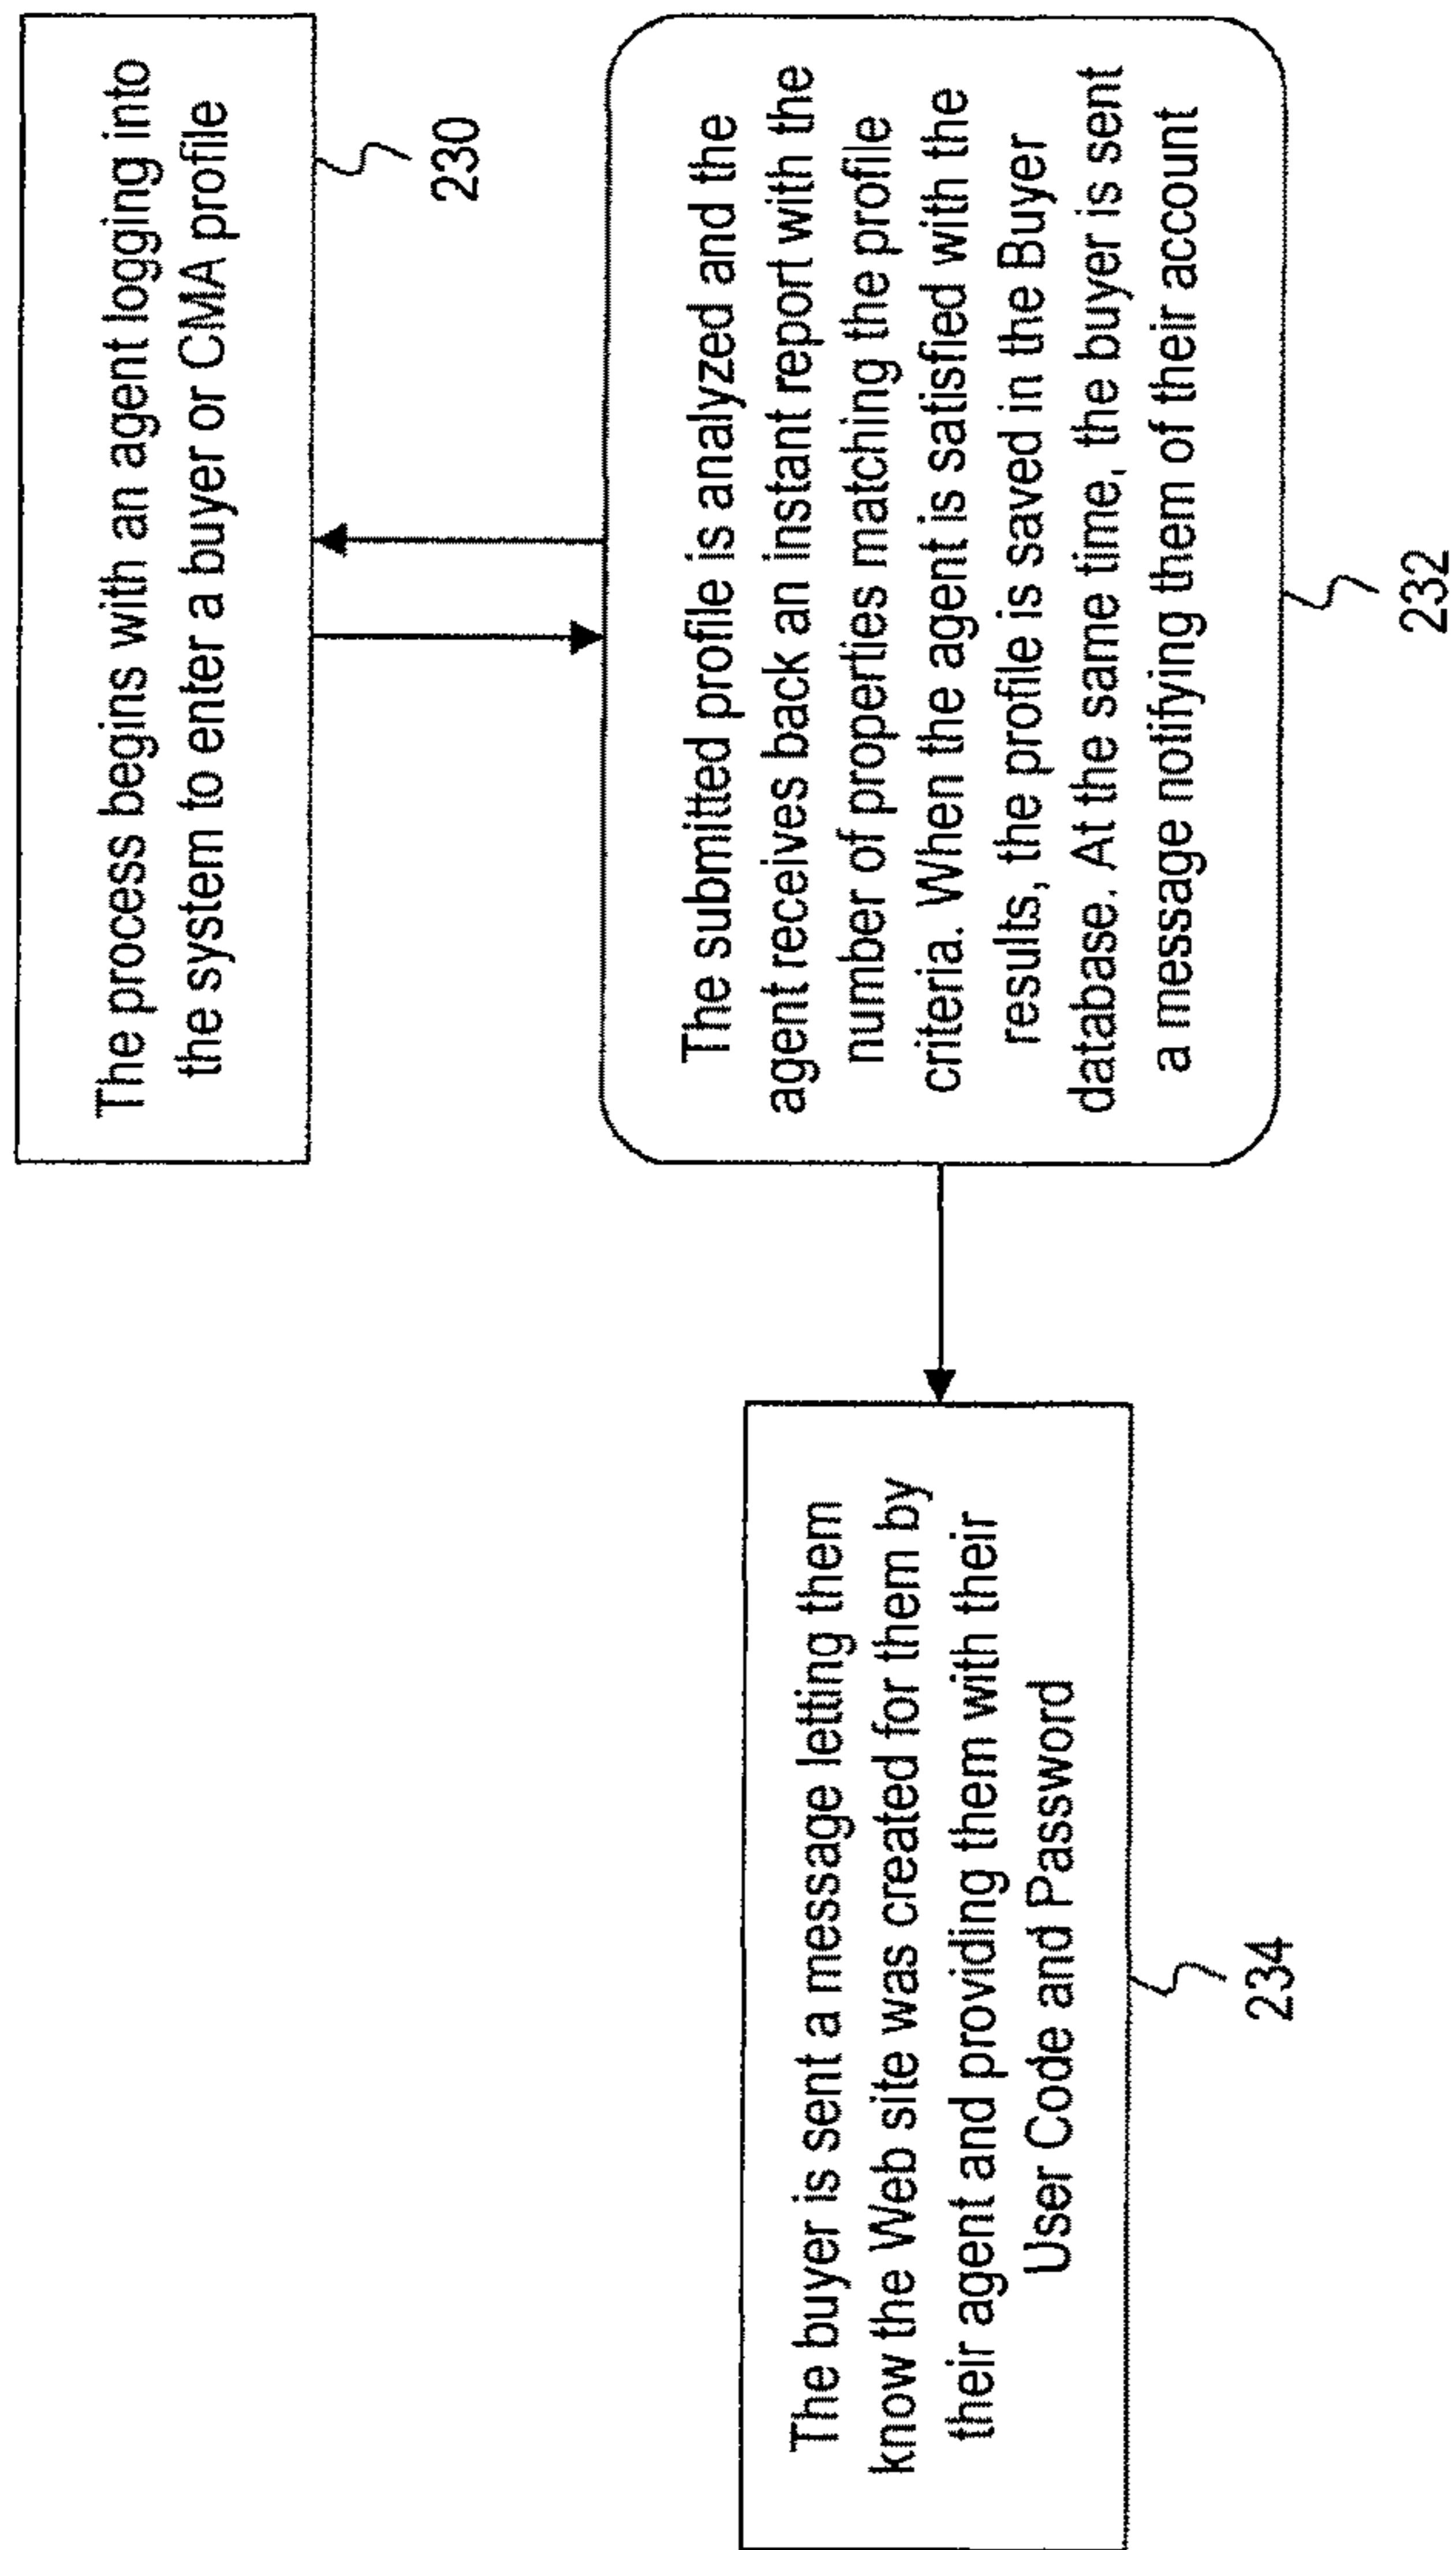 The process begins with an agent logging into
the system to enter a buyer or CMA profile
230
The submitted profile is analyzed and the
agent receives back an instant report with the
number of properties matching the profile
criteria. When the agent is satisfied with the
results, the profile is saved in the Buyer
database. At the same time, the buyer is sent
a message notifying them of their account
232
The buyer is sent a message letting them
know the Web site was created for them by
their agent and providing them with their
User Code and Password
234